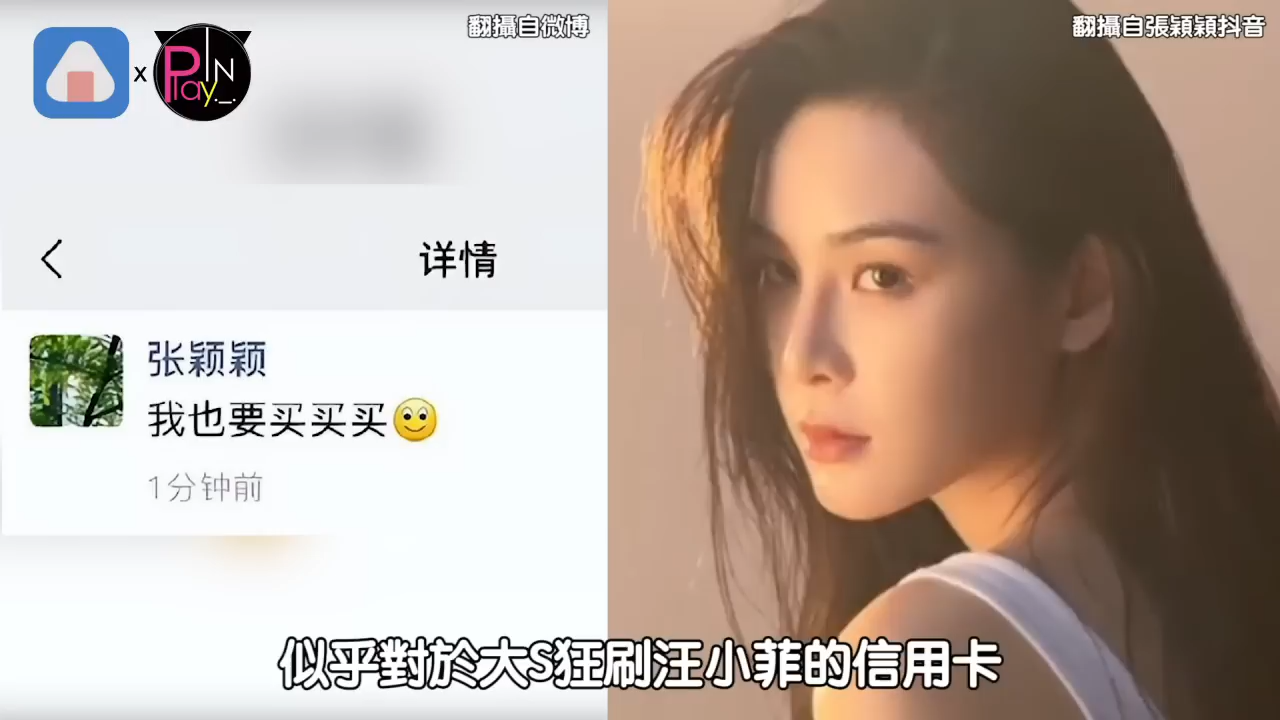 翻攝自微博
翻攝自張穎穎抖音
x
PlayIN._.
详情
张颖颖
我也要买买买
1分钟前
似乎對於大S狂刷汪小菲的信用卡